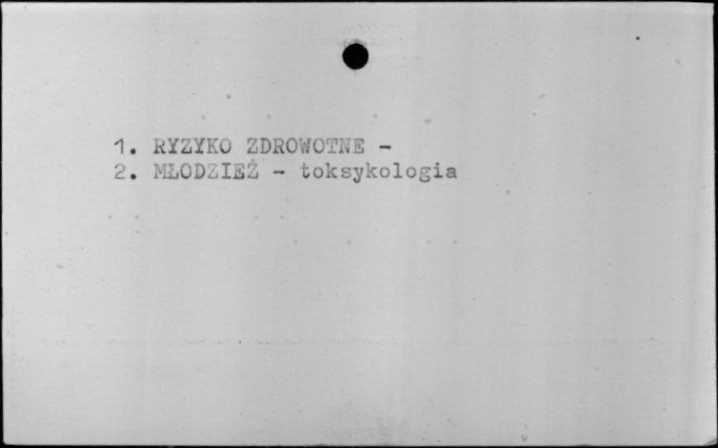 1. RYZYKO ZDROWOTNE -
2. MŁODZIEŻ - toksykologia